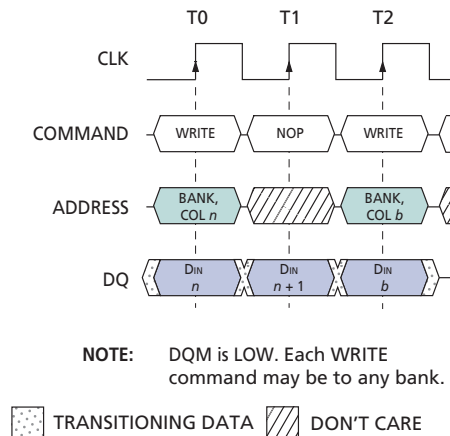 T0 T1 T2
CLK
COMMAND WRITE NOP WRITE
ADDRESS BANK, COL n BANK, COL b
DQ DIN n DIN n + 1 DIN b
NOTE: DQM is LOW. Each WRITE
command may be to any bank.
TRANSITIONING DATA DON'T CARE